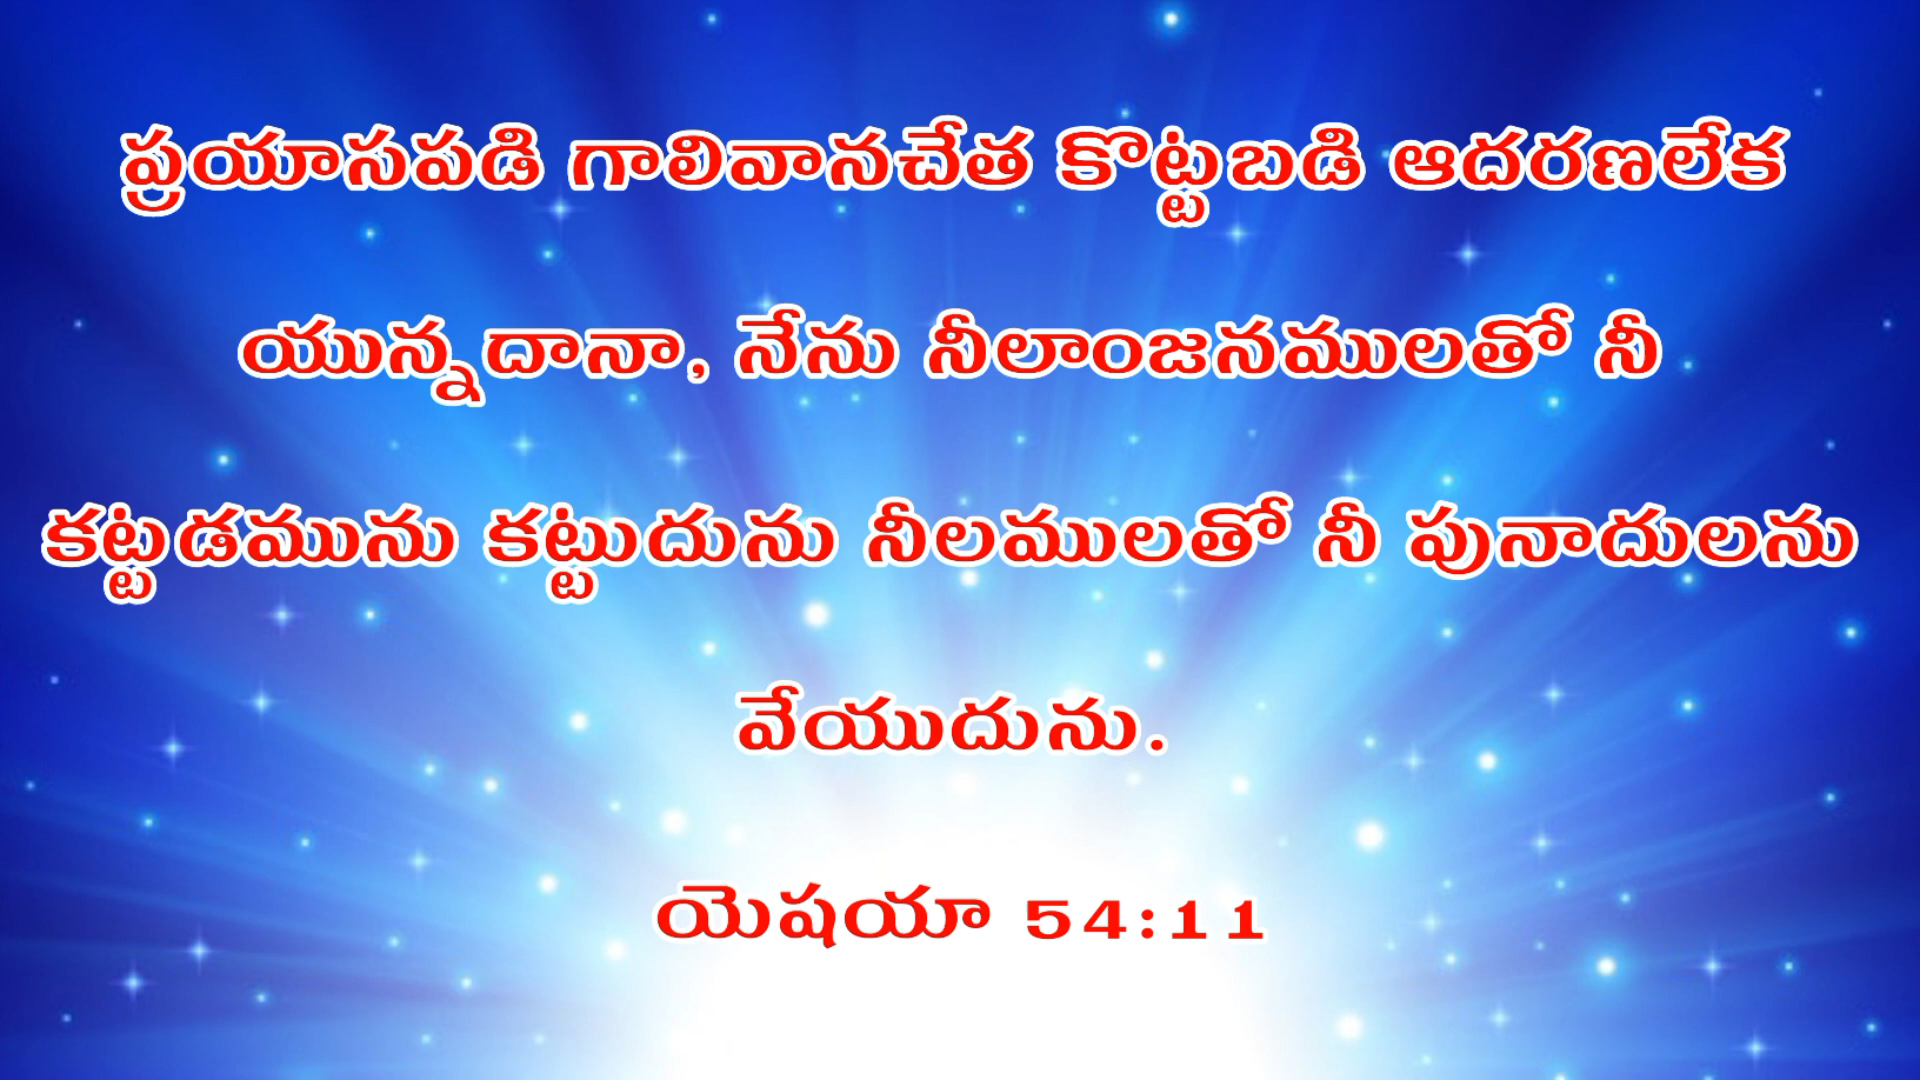 ప్రయాసపడి గాలివానచేత కొట్టబడి ఆదరణలేక
యున్నదానా, నేను నీలాంజనములతో నీ
కట్టడమును కట్టుదును నీలములతో నీ పునాదులను
వేయుదును.
యెషయా 54:11